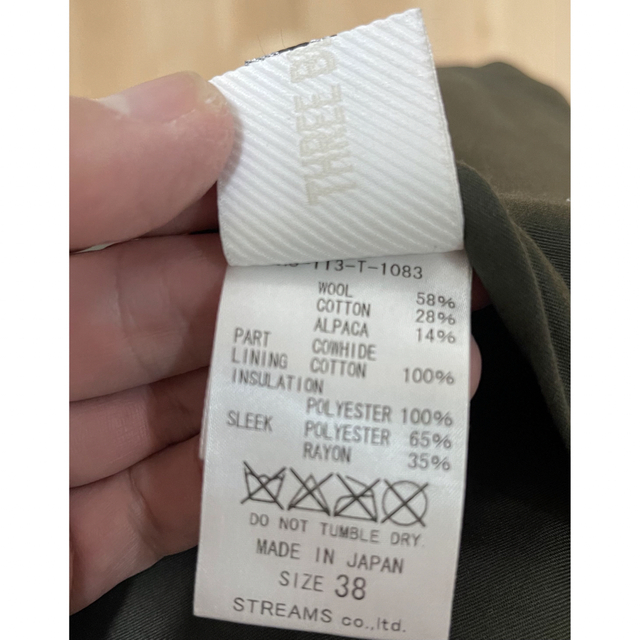 THREE
THREE
113-T-1083
WOOL 58%
COTTON 28%
ALPACA 14%
PART COWHIDE
LINING COTTON 100%
INSULATION
POLYESTER 100%
SLEEK POLYESTER 65%
RAYON 35%
DO NOT TUMBLE DRY.
MADE IN JAPAN
SIZE 38
STREAMS co.,ltd.